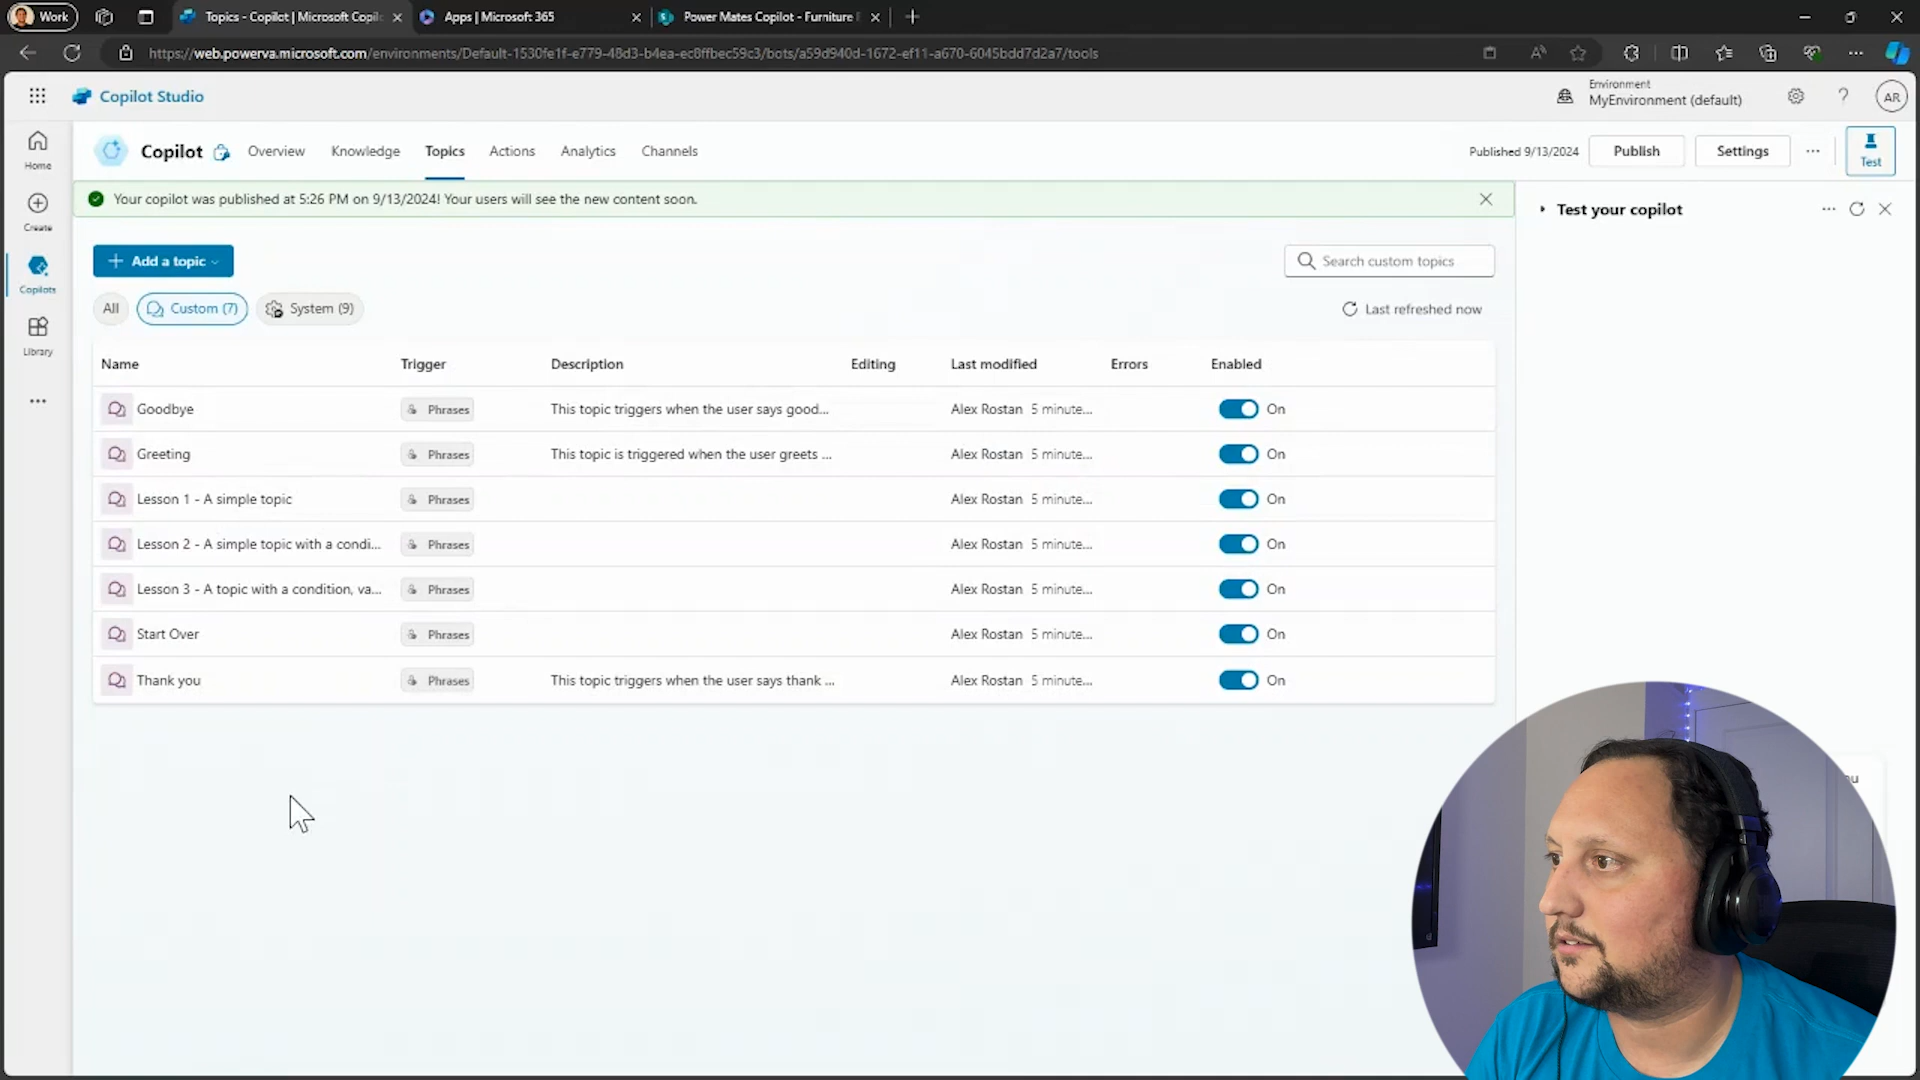 Work
Topics - Copilot | Microsoft Copil
Apps | Microsoft 365
Power Mates Copilot - Furniture
https://web.powerva.microsoft.com/environments/Default-1530fe1f-e779-48d3-b4ea-ec8ffbec59c3/bots/a59d940d-1672-ef11-a670-6045bdd7d2a7/tools
Copilot Studio
Environment
MyEnvironment (default)
AR
Home
Create
Copilots
Library
Copilot
Overview
Knowledge
Topics
Actions
Analytics
Channels
Published 9/13/2024
Publish
Settings
Test
Your copilot was published at 5:26 PM on 9/13/2024! Your users will see the new content soon.
Test your copilot
Add a topic
Search custom topics
All
Custom (7)
System (9)
Last refreshed now
Name Trigger Description Editing Last modified Errors Enabled
Goodbye Phrases This topic triggers when the user says good... Alex Rostan 5 minute... On
Greeting Phrases This topic is triggered when the user greets ... Alex Rostan 5 minute... On
Lesson 1 - A simple topic Phrases Alex Rostan 5 minute... On
Lesson 2 - A simple topic with a condi... Phrases Alex Rostan 5 minute... On
Lesson 3 - A topic with a condition, va... Phrases Alex Rostan 5 minute... On
Start Over Phrases Alex Rostan 5 minute... On
Thank you Phrases This topic triggers when the user says thank ... Alex Rostan 5 minute... On